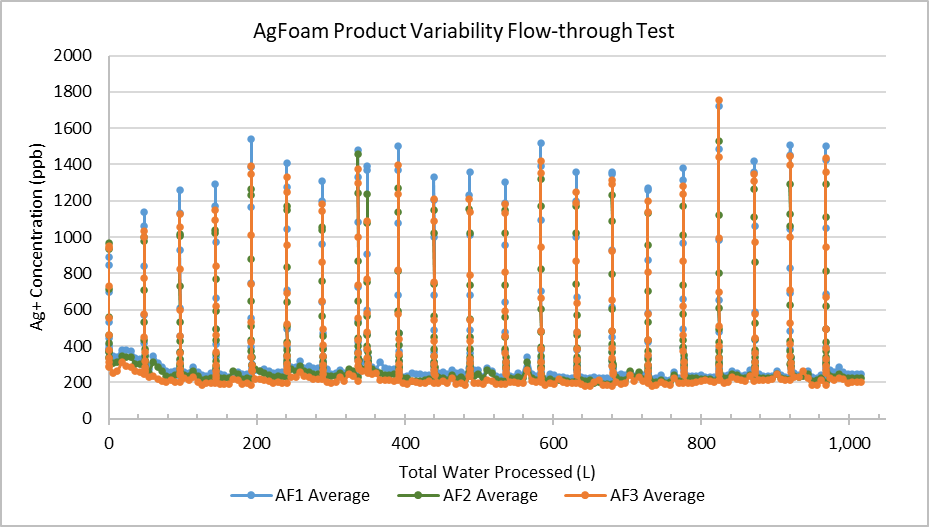 AgFoam Product Variability Flow-through Test
2000
1800
1600
1400
1200
1000
800
600
400
200
0
Ag+ Concentration (ppb)
0 200 400 600 800 1,000
Total Water Processed (L)
AF1 Average AF2 Average AF3 Average